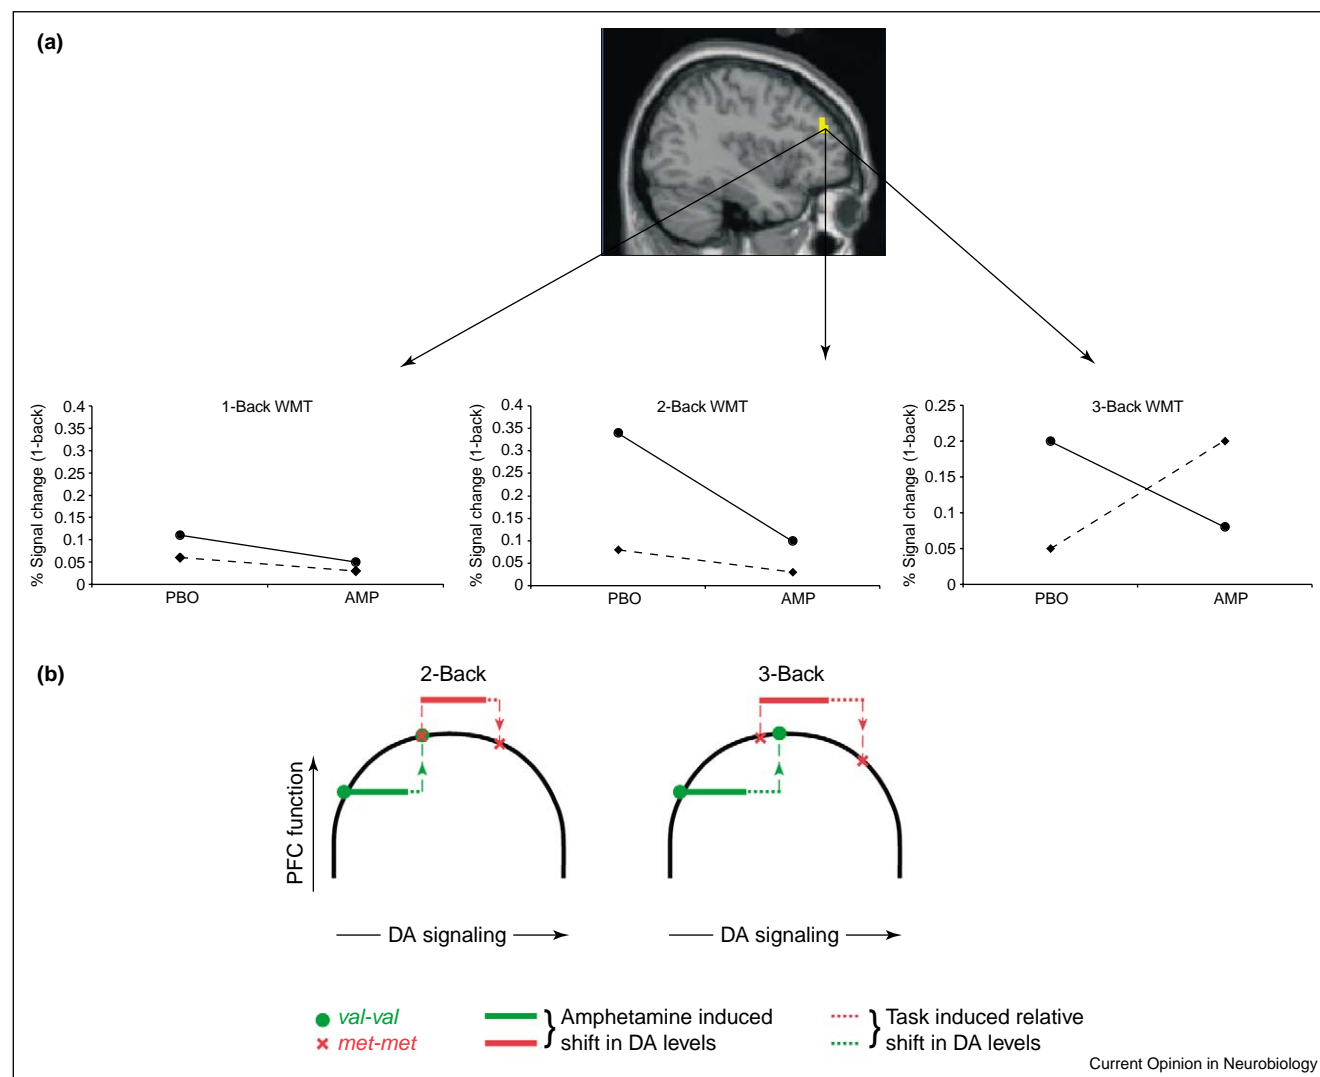 (a)
1-Back WMT
% Signal change (1-back)
0.4
0.35
0.3
0.25
0.2
0.15
0.1
0.05
0
PBO AMP
2-Back WMT
% Signal change (1-back)
0.4
0.35
0.3
0.25
0.2
0.15
0.1
0.05
0
PBO AMP
3-Back WMT
% Signal change (1-back)
0.25
0.2
0.15
0.1
0.05
0
PBO AMP
(b)
2-Back
3-Back
PFC function
DA signaling
DA signaling
val-val
met-met
Amphetamine induced
shift in DA levels
Task induced relative
shift in DA levels
Current Opinion in Neurobiology